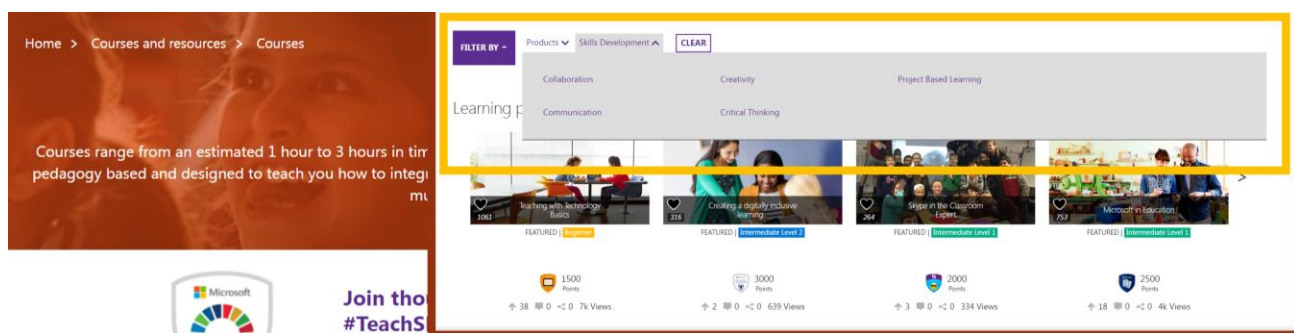 Home > Courses and resources > Courses
Courses range from an estimated 1 hour to 3 hours in tim
pedagogy based and designed to teach you how to integr
mu
Microsoft
Join thou
#TeachS
FILTER BY
Products Skills Development CLEAR
Collaboration Creativity Project Based Learning
Communication Critical Thinking
Learning p
1061 Teaching with Technology
Basics
316 Creating a digitally inclusive
learning...
264 Skype in the Classroom
Expert...
753 Microsoft in Education
FEATURED | Beginner FEATURED | Intermediate Level 2 FEATURED | Intermediate Level 1 FEATURED | Intermediate Level 1
1500 3000 2000 2500
Points Points Points Points
38 0 0 7k Views 2 0 0 639 Views 3 0 0 334 Views 18 0 0 4k Views